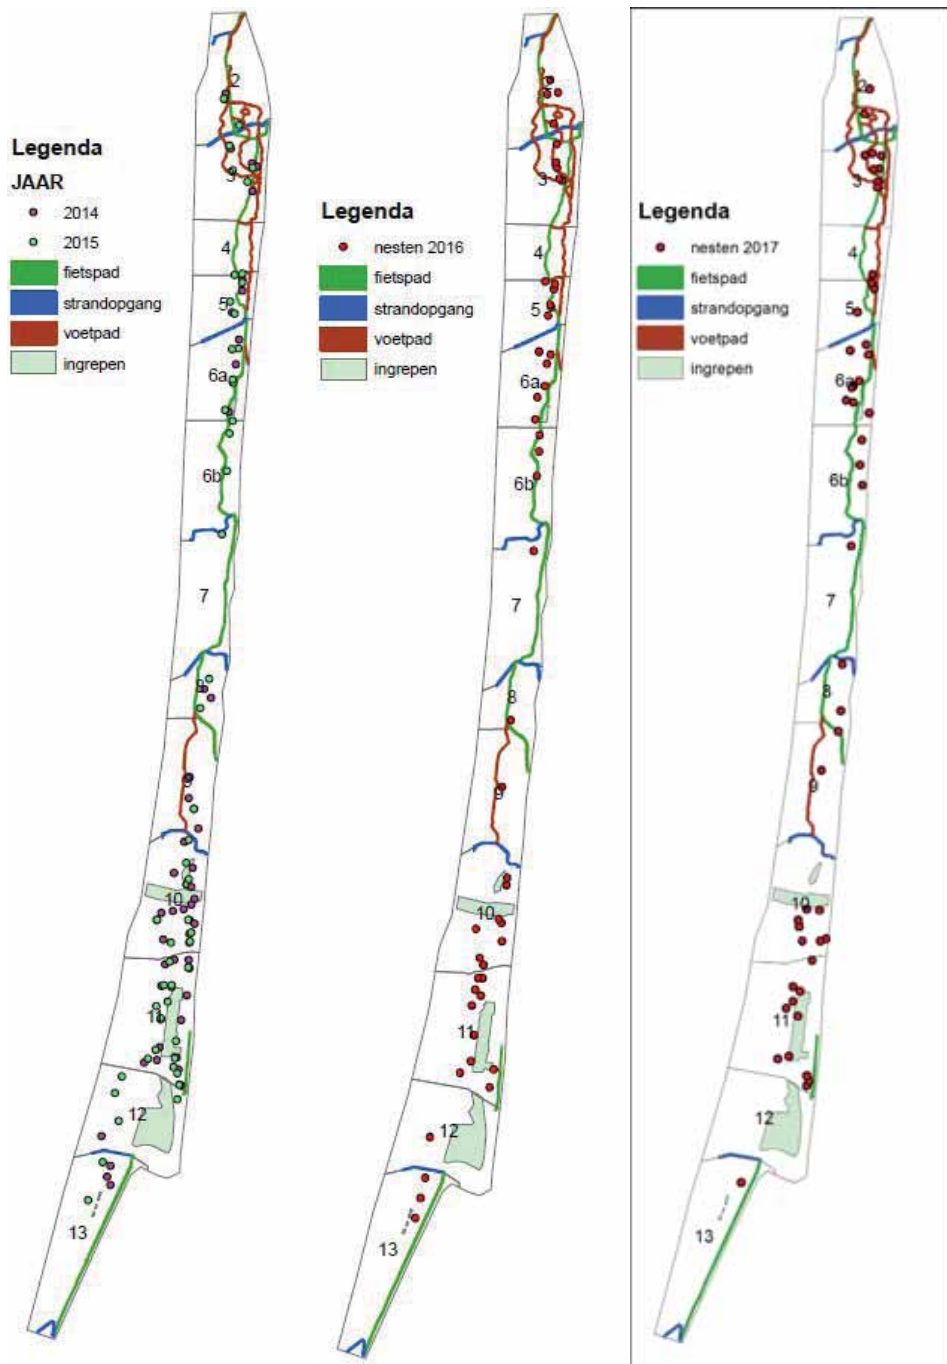 Legenda
JAAR
2014
2015
fietspad
strandopgang
voetpad
ingrepen
2
3
4
5
6a
6b
7
9
10
11
12
13
Legenda
nesten 2016
fietspad
strandopgang
voetpad
ingrepen
3
4
5
6a
6b
7
8
9
10
11
12
13
Legenda
nesten 2017
fietspad
strandopgang
voetpad
ingrepen
2
3
4
5
6a
6b
7
8
9
10
11
12
13